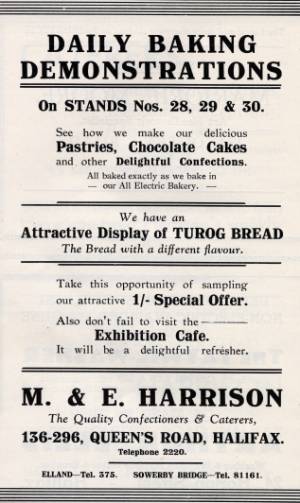 DAILY BAKING
DEMONSTRATIONS
On STANDS Nos. 28, 29 & 30.
See how we make our delicious
Pastries, Chocolate Cakes
and other Delightful Confections.
All baked exactly as we bake in
— our All Electric Bakery. —
We have an
Attractive Display of TUROG BREAD
The Bread with a different flavour.
Take this opportunity of sampling
our attractive 1/- Special Offer.
Also don't fail to visit the ———
Exhibition Cafe.
It will be a delightful refresher.
M. & E. HARRISON
The Quality Confectioners & Caterers,
136-296, QUEEN'S ROAD, HALIFAX.
Telephone 2220.
ELLAND—Tel. 375. SOWERBY BRIDGE—Tel. 81161.